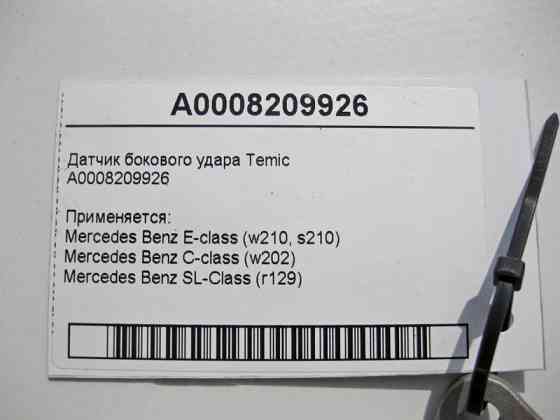 A0008209926
Датчик бокового удара Temic
A0008209926
Применяется:
Mercedes Benz E-class (w210, s210)
Mercedes Benz C-class (w202)
Mercedes Benz SL-Class (r129)